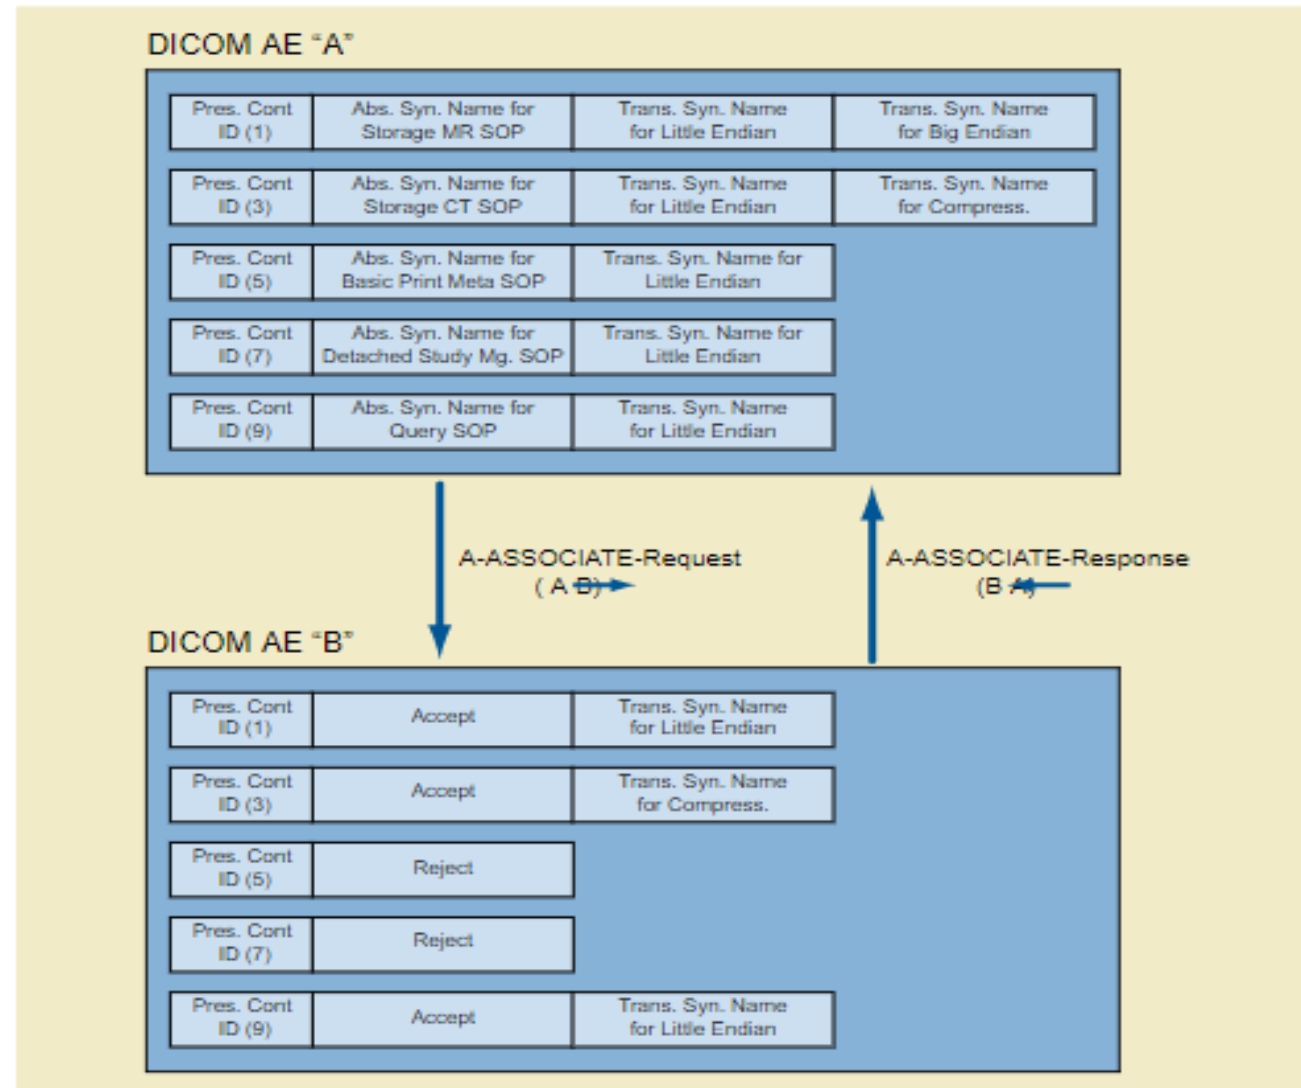 DICOM AE “A”
Pres. Cont
ID (1)
Abs. Syn. Name for
Storage MR SOP
Trans. Syn. Name
for Little Endian
Trans. Syn. Name
for Big Endian
Pres. Cont
ID (3)
Abs. Syn. Name for
Storage CT SOP
Trans. Syn. Name
for Little Endian
Trans. Syn. Name
for Compress.
Pres. Cont
ID (5)
Abs. Syn. Name for
Basic Print Meta SOP
Trans. Syn. Name for
Little Endian
Pres. Cont
ID (7)
Abs. Syn. Name for
Detached Study Mg. SOP
Trans. Syn. Name for
Little Endian
Pres. Cont
ID (9)
Abs. Syn. Name for
Query SOP
Trans. Syn. Name
for Little Endian
A-ASSOCIATE-Request
( A B)
A-ASSOCIATE-Response
(B A)
DICOM AE “B”
Pres. Cont
ID (1)
Accept
Trans. Syn. Name
for Little Endian
Pres. Cont
ID (3)
Accept
Trans. Syn. Name
for Compress.
Pres. Cont
ID (5)
Reject
Pres. Cont
ID (7)
Reject
Pres. Cont
ID (9)
Accept
Trans. Syn. Name
for Little Endian